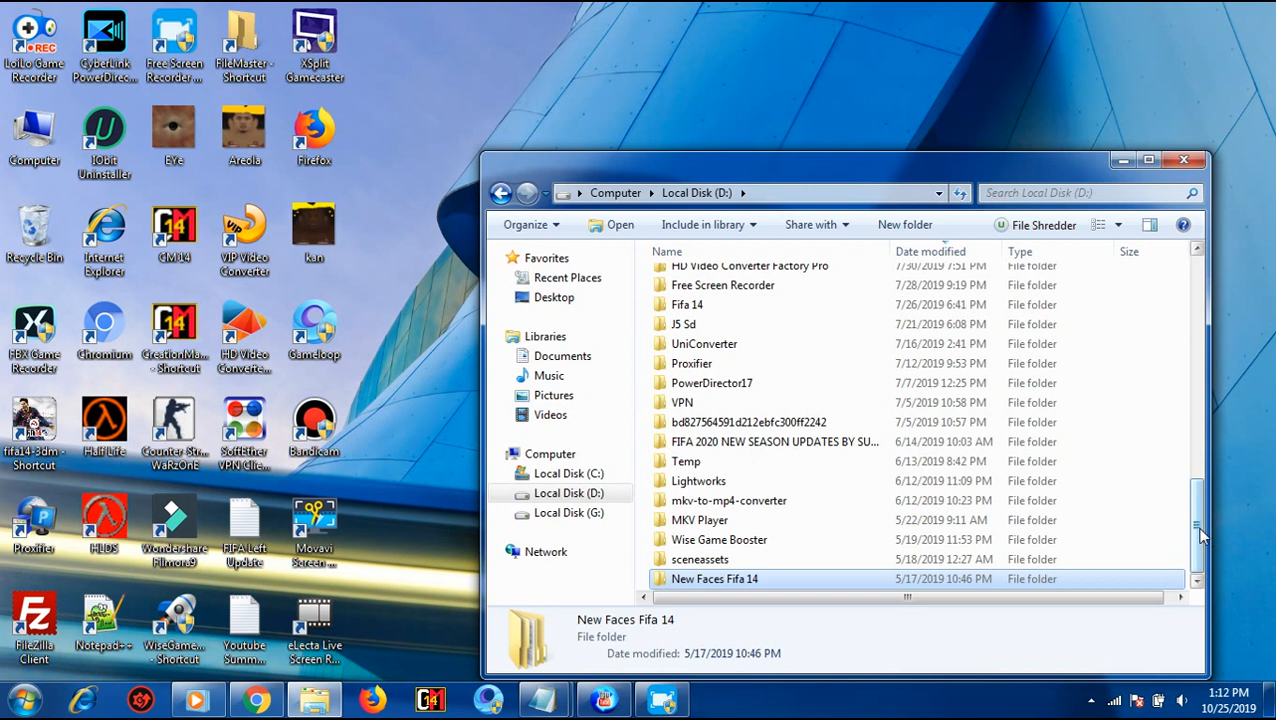 LoiLo Game
Recorder
CyberLink
PowerDirec...
Free Screen
Recorder ...
FileMaster -
Shortcut
XSplit
Gamecaster
Computer
IObit
Uninstaller
EYe
Areola
Firefox
Recycle Bin
Internet
Explorer
CM14
VIP Video
Converter
kan
FBX Game
Recorder
Chromium
CreationMa...
- Shortcut
HD Video
Converte...
Gameloop
fifa14-3dm -
Shortcut
Half Life
Counter-Str...
WaRzOnE
SoftEther
VPN Clie...
Bandicam
Proxifier
HLDS
Wondershare
Filmora9
FIFA Left
Update
Movavi
Screen ...
FileZilla
Client
Notepad++
WiseGame...
- Shortcut
Youtube
Summ...
eLecta Live
Screen R...
Computer
Local Disk (D:)
Search Local Disk (D:)
Organize
Open
Include in library
Share with
New folder
File Shredder
Favorites
Recent Places
Desktop
Libraries
Documents
Music
Pictures
Videos
Computer
Local Disk (C:)
Local Disk (D:)
Local Disk (G:)
Network
Name Date modified Type Size
HD Video Converter Factory Pro 7/30/2019 7:51 PM File folder
Free Screen Recorder 7/28/2019 9:19 PM File folder
Fifa 14 7/26/2019 6:41 PM File folder
J5 Sd 7/21/2019 6:08 PM File folder
UniConverter 7/16/2019 2:41 PM File folder
Proxifier 7/12/2019 9:53 PM File folder
PowerDirector17 7/7/2019 12:25 PM File folder
VPN 7/5/2019 10:58 PM File folder
bd827564591d212ebfc300ff2242 7/5/2019 10:57 PM File folder
FIFA 2020 NEW SEASON UPDATES BY SU... 6/14/2019 10:03 AM File folder
Temp 6/13/2019 8:42 PM File folder
Lightworks 6/12/2019 11:09 PM File folder
mkv-to-mp4-converter 6/12/2019 10:23 PM File folder
MKV Player 5/22/2019 9:11 AM File folder
Wise Game Booster 5/19/2019 11:53 PM File folder
sceneassets 5/18/2019 12:27 AM File folder
New Faces Fifa 14 5/17/2019 10:46 PM File folder
New Faces Fifa 14
File folder
Date modified: 5/17/2019 10:46 PM
1:12 PM
10/25/2019